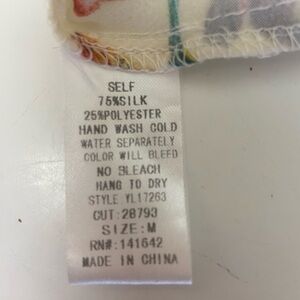 SELF
75%SILK
25%POLYESTER
HAND WASH COLD
WATER SEPARATELY
COLOR WILL BLEED
NO BLEACH
HANG TO DRY
STYLE YL17263
CUT:28793
SIZE:M
RN#:141642
MADE IN CHINA